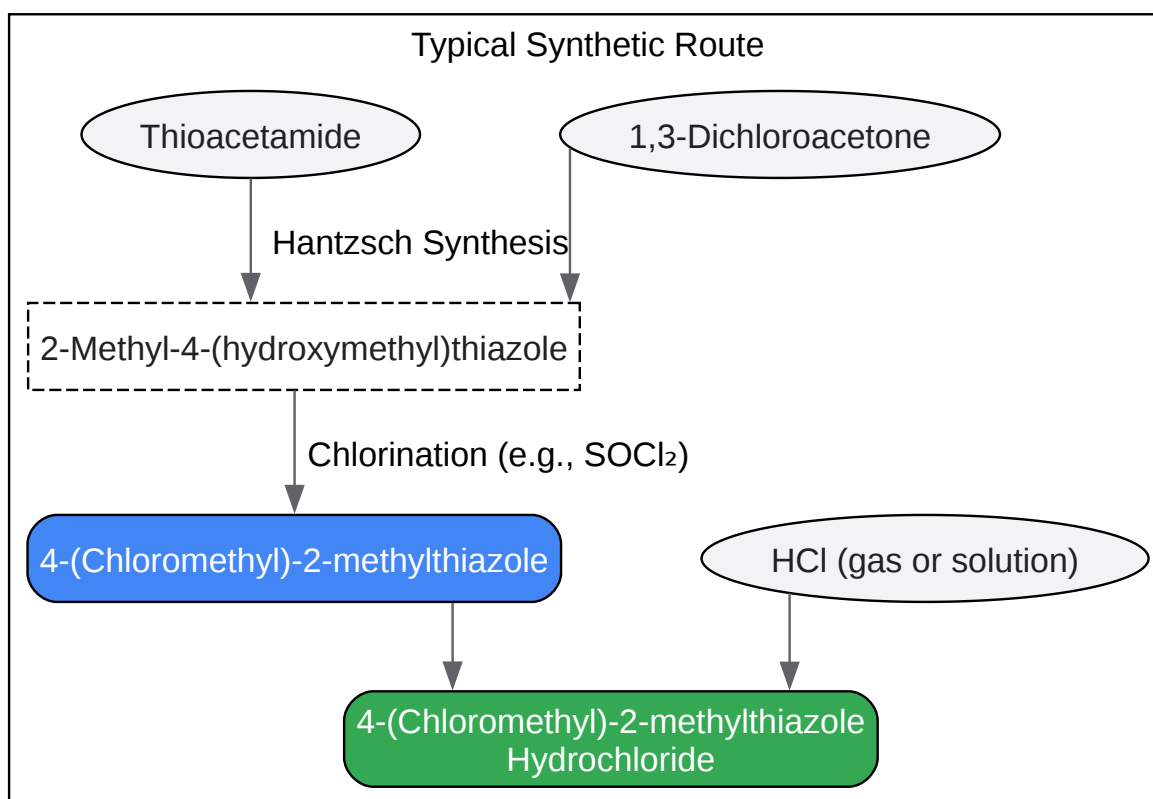 Typical Synthetic Route
Thioacetamide
1,3-Dichloroacetone
Hantzsch Synthesis
2-Methyl-4-(hydroxymethyl)thiazole
Chlorination (e.g., SOCl₂)
4-(Chloromethyl)-2-methylthiazole
HCl (gas or solution)
4-(Chloromethyl)-2-methylthiazole
Hydrochloride